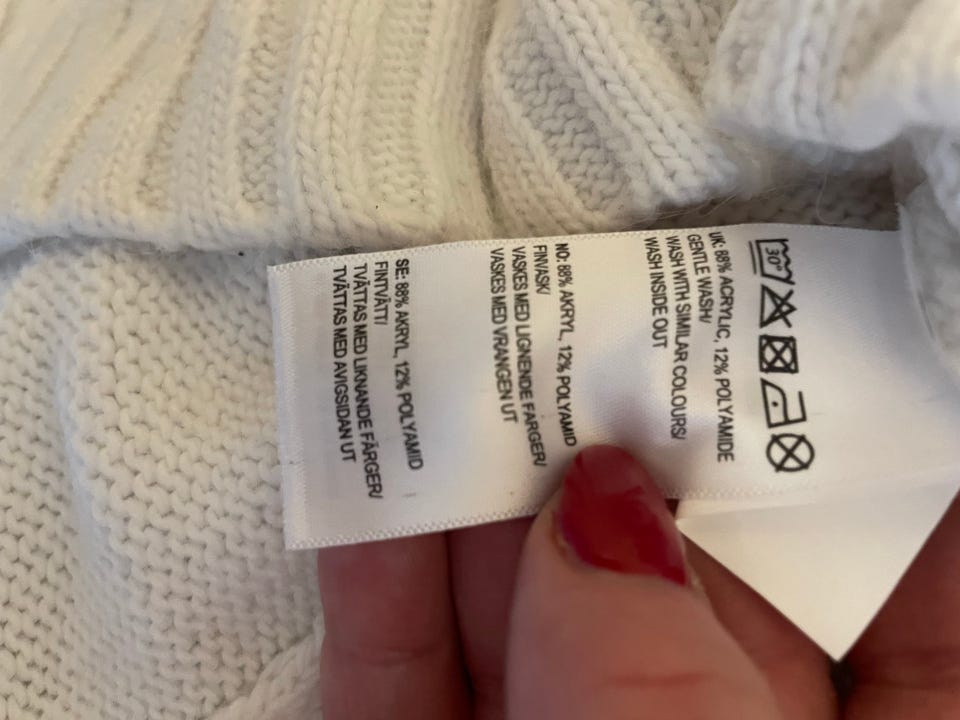 30°
UK: 88% ACRYLIC, 12% POLYAMIDE
GENTLE WASH/
WASH WITH SIMILAR COLOURS/
WASH INSIDE OUT
NO: 88% AKRYL, 12% POLYAMID
FINVASK/
VASKES MED LIGNENDE FARGER/
VASKES MED VRANGEN UT
SE: 88% AKRYL, 12% POLYAMID
FINTVÄTT/
TVÄTTAS MED LIKNANDE FÄRGER/
TVÄTTAS MED AVIGSIDAN UT